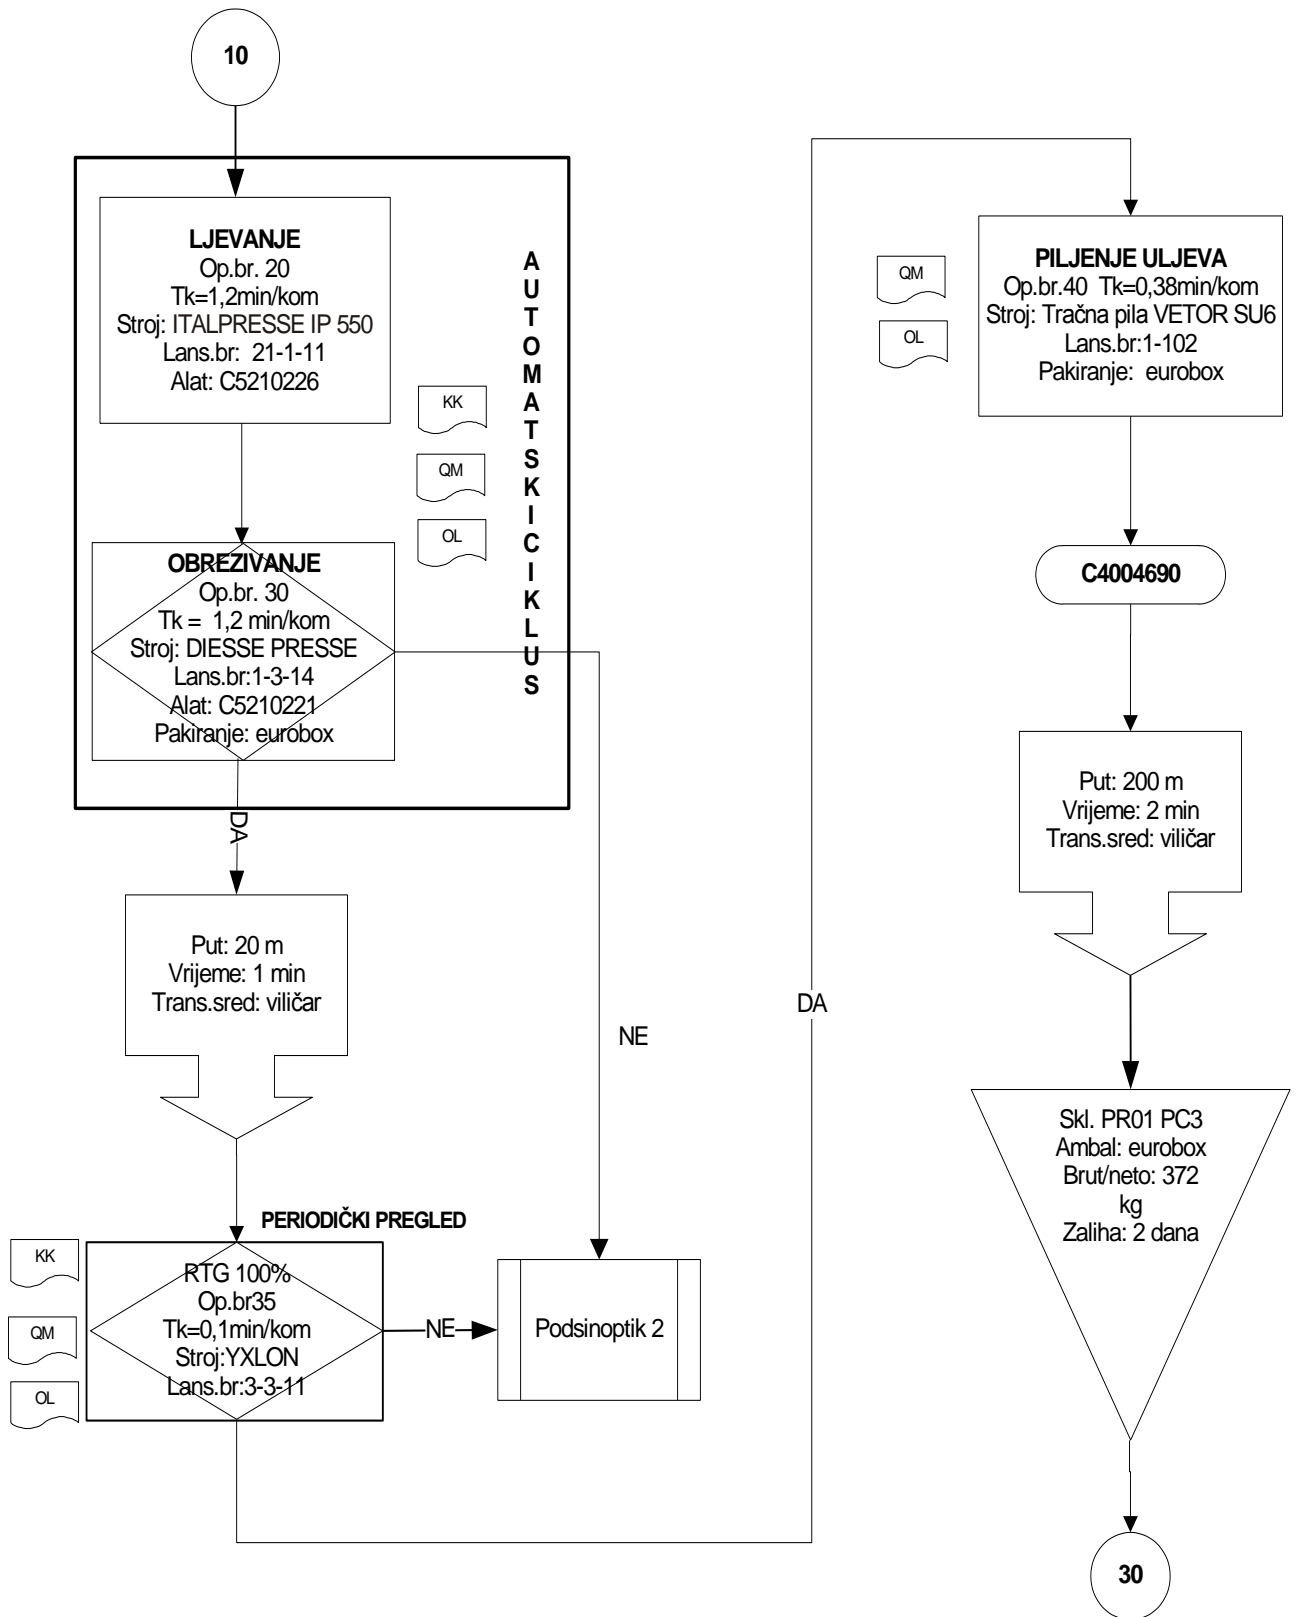 10
LJEVANJE
Op.br. 20
Tk=1,2min/kom
Stroj: ITALPRESSE IP 550
Lans.br:  21-1-11
Alat: C5210226
AUTOMATSKI CIKLUS
KK
QM
OL
OBREZIVANJE
Op.br. 30
Tk =  1,2 min/kom
Stroj: DIESSE PRESSE
Lans.br:1-3-14
Alat: C5210221
Pakiranje: eurobox
DA
Put: 20 m
Vrijeme: 1 min
Trans.sred: viličar
NE
PERIODIČKI PREGLED
KK
QM
OL
RTG 100%
Op.br35
Tk=0,1min/kom
Stroj:YXLON
Lans.br:3-3-11
NE
Podsinoptik 2
DA
QM
OL
PILJENJE ULJEVA
Op.br.40  Tk=0,38min/kom
Stroj: Tračna pila VETOR SU6
Lans.br:1-102
Pakiranje:  eurobox
C4004690
Put: 200 m
Vrijeme: 2 min
Trans.sred: viličar
Skl. PR01 PC3
Ambal: eurobox
Brut/neto: 372
kg
Zaliha: 2 dana
30